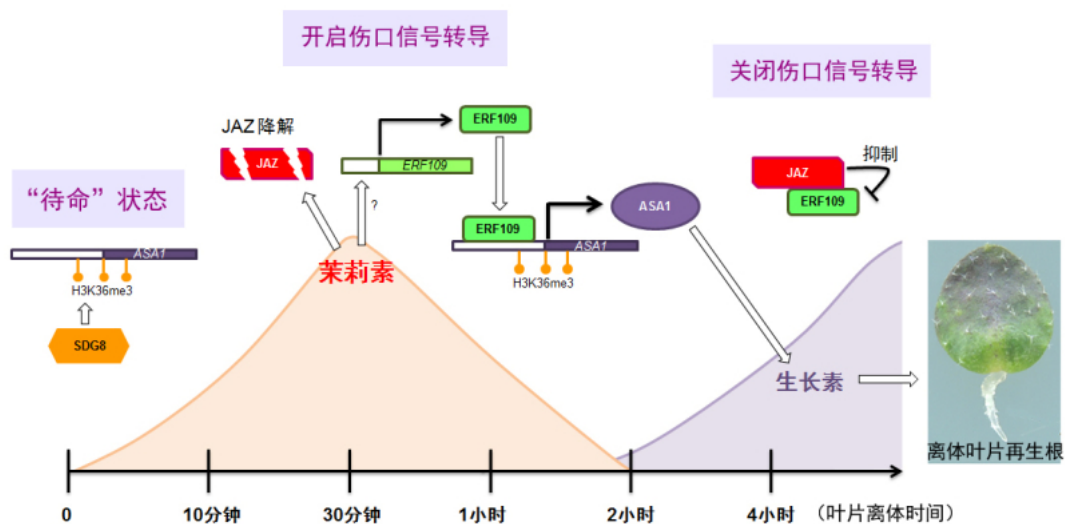 开启伤口信号转导
关闭伤口信号转导
“待命”状态
JAZ 降解
JAZ
ERF109
ERF109
?
ERF109
ASA1
H3K36me3
ASA1
JAZ
抑制
ERF109
ASA1
H3K36me3
SDG8
茉莉素
生长素
离体叶片再生根
0
10分钟
30分钟
1小时
2小时
4小时
（叶片离体时间）